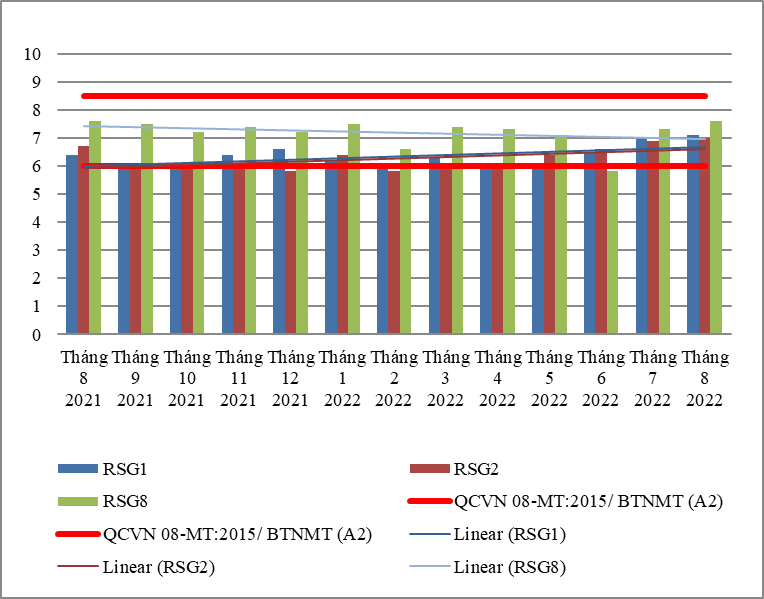 10
9
8
7
6
5
4
3
2
1
0
Tháng Tháng Tháng Tháng Tháng Tháng Tháng Tháng Tháng Tháng Tháng Tháng Tháng
8 9 10 11 12 1 2 3 4 5 6 7 8
2021 2021 2021 2021 2021 2022 2022 2022 2022 2022 2022 2022 2022
RSG1 RSG2
RSG8 QCVN 08-MT:2015/ BTNMT (A2)
QCVN 08-MT:2015/ BTNMT (A2) Linear (RSG1)
Linear (RSG2) Linear (RSG8)